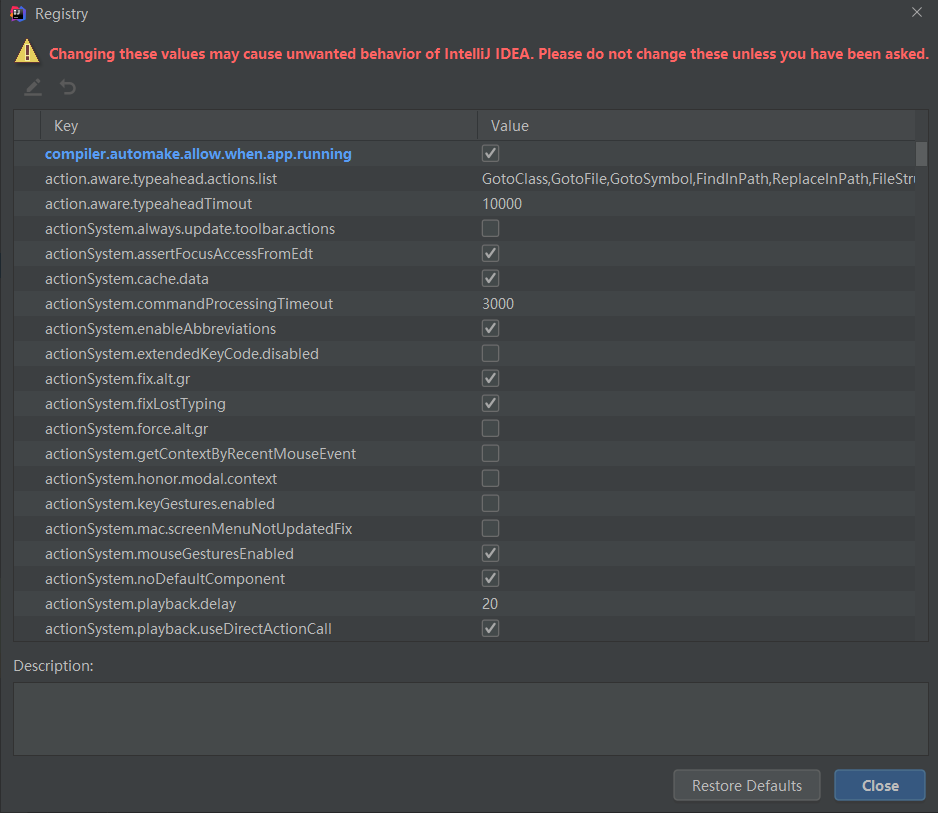 Registry
Changing these values may cause unwanted behavior of IntelliJ IDEA. Please do not change these unless you have been asked.
Key Value
compiler.automake.allow.when.app.running
action.aware.typeahead.actions.list GotoClass,GotoFile,GotoSymbol,FindInPath,ReplaceInPath,FileStru
action.aware.typeaheadTimout 10000
actionSystem.always.update.toolbar.actions
actionSystem.assertFocusAccessFromEdt
actionSystem.cache.data
actionSystem.commandProcessingTimeout 3000
actionSystem.enableAbbreviations
actionSystem.extendedKeyCode.disabled
actionSystem.fix.alt.gr
actionSystem.fixLostTyping
actionSystem.force.alt.gr
actionSystem.getContextByRecentMouseEvent
actionSystem.honor.modal.context
actionSystem.keyGestures.enabled
actionSystem.mac.screenMenuNotUpdatedFix
actionSystem.mouseGesturesEnabled
actionSystem.noDefaultComponent
actionSystem.playback.delay 20
actionSystem.playback.useDirectActionCall
Description:
Restore Defaults Close